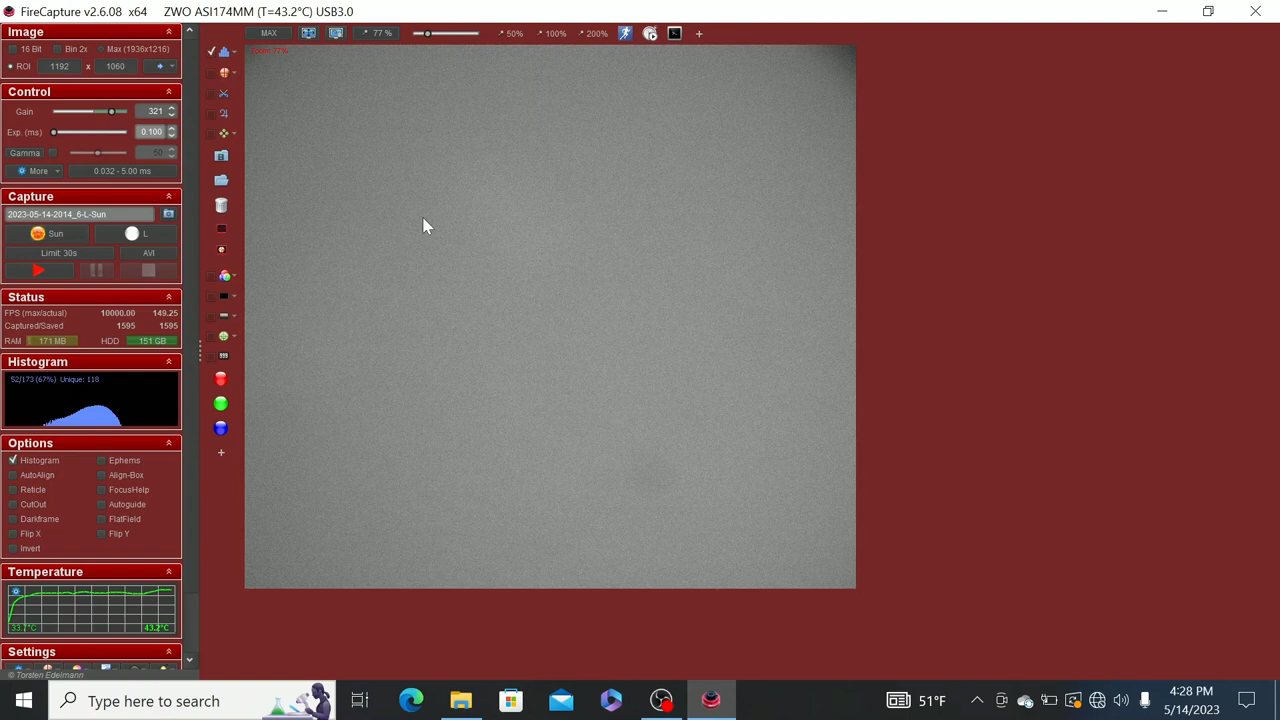 FireCapture v2.6.08 x64 ZWO ASI174MM (T=43.2°C) USB3.0
Image
16 Bit Bin 2x Max (1936x1216)
ROI 1192 x 1060
Control
Gain 321
Exp. (ms) 0.100
Gamma 50
More 0.032 - 5.00 ms
Capture
2023-05-14-2014_6-L-Sun
Sun L
Limit: 30s AVI
Status
FPS (max/actual) 10000.00 149.25
Captured/Saved 1595 1595
RAM 171 MB HDD 151 GB
Histogram
52/173 (67%) Unique: 118
Options
Histogram Ephems
AutoAlign Align-Box
Reticle FocusHelp
CutOut Autoguide
Darkframe FlatField
Flip X Flip Y
Invert
Temperature
33.7°C 43.2°C
Settings
© Torsten Edelmann
MAX 77 % 50% 100% 200%
Zoom 77%
Type here to search
51°F
4:28 PM
5/14/2023